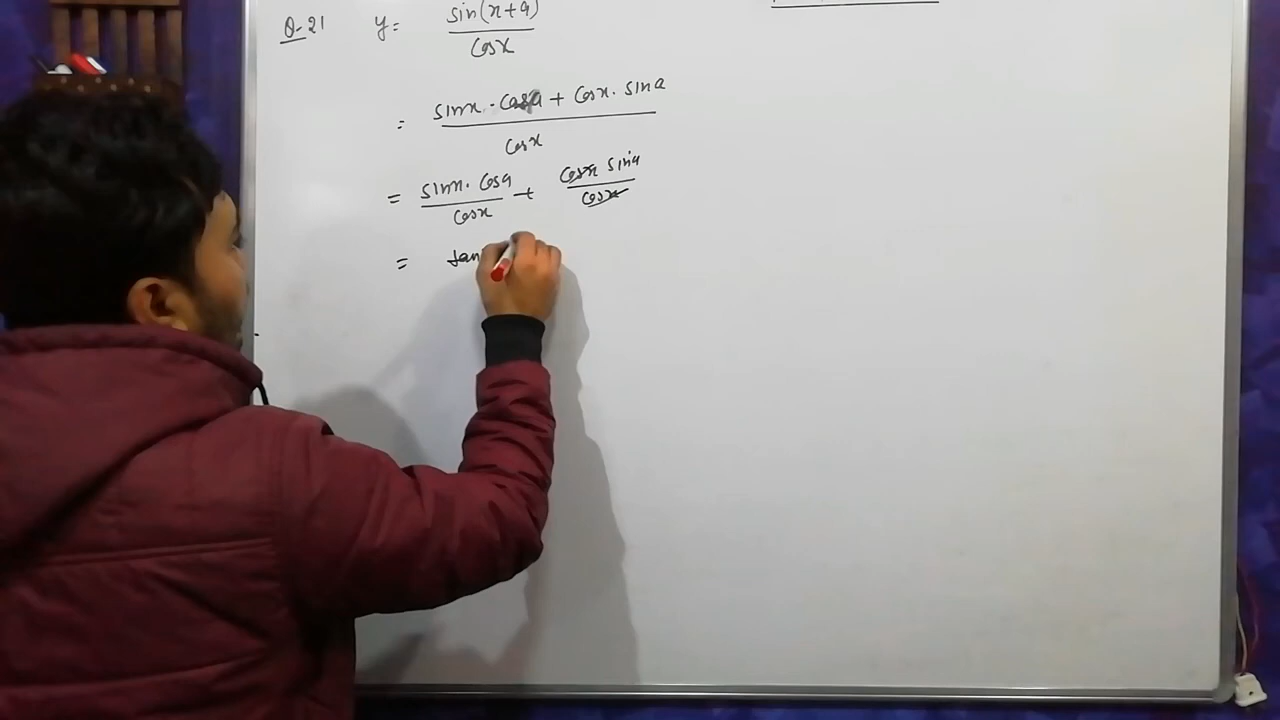 Q-21 y= sin(x+a)
cosx
= sinx.cosa + cosx.sina
cosx
= sinx.cosa + cosx sina
cosx cosx
= tan